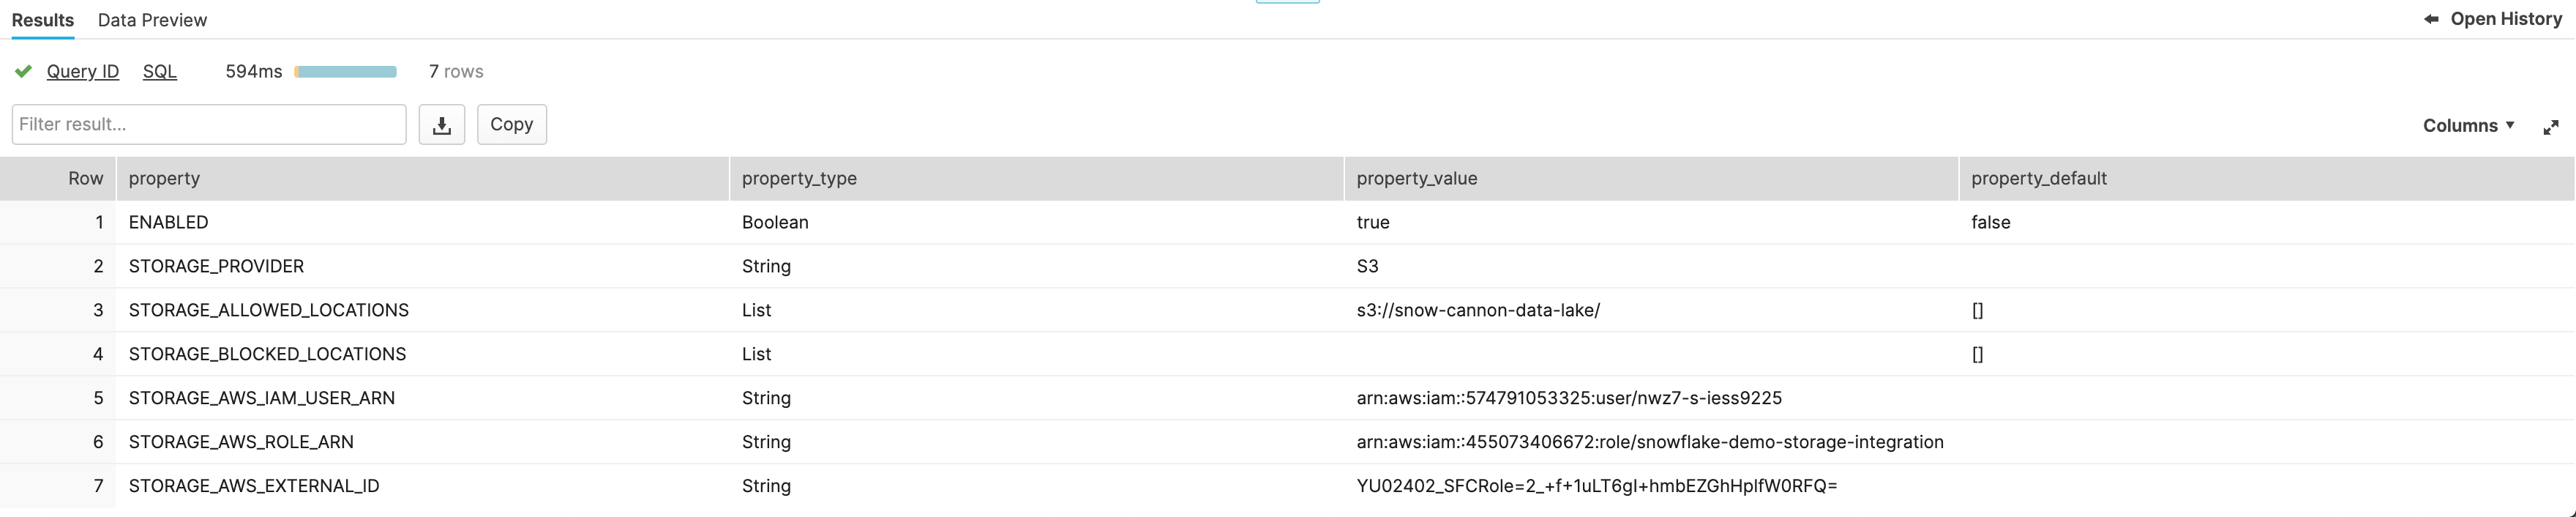 Results Data Preview Open History
Query ID SQL 594ms 7 rows
Filter result... Copy Columns
Row property property_type property_value property_default
1 ENABLED Boolean true false
2 STORAGE_PROVIDER String S3
3 STORAGE_ALLOWED_LOCATIONS List s3://snow-cannon-data-lake/ []
4 STORAGE_BLOCKED_LOCATIONS List []
5 STORAGE_AWS_IAM_USER_ARN String arn:aws:iam::574791053325:user/nwz7-s-iess9225
6 STORAGE_AWS_ROLE_ARN String arn:aws:iam::455073406672:role/snowflake-demo-storage-integration
7 STORAGE_AWS_EXTERNAL_ID String YU02402_SFCRole=2_+f+1uLT6gI+hmbEZGhHpIfW0RFQ=